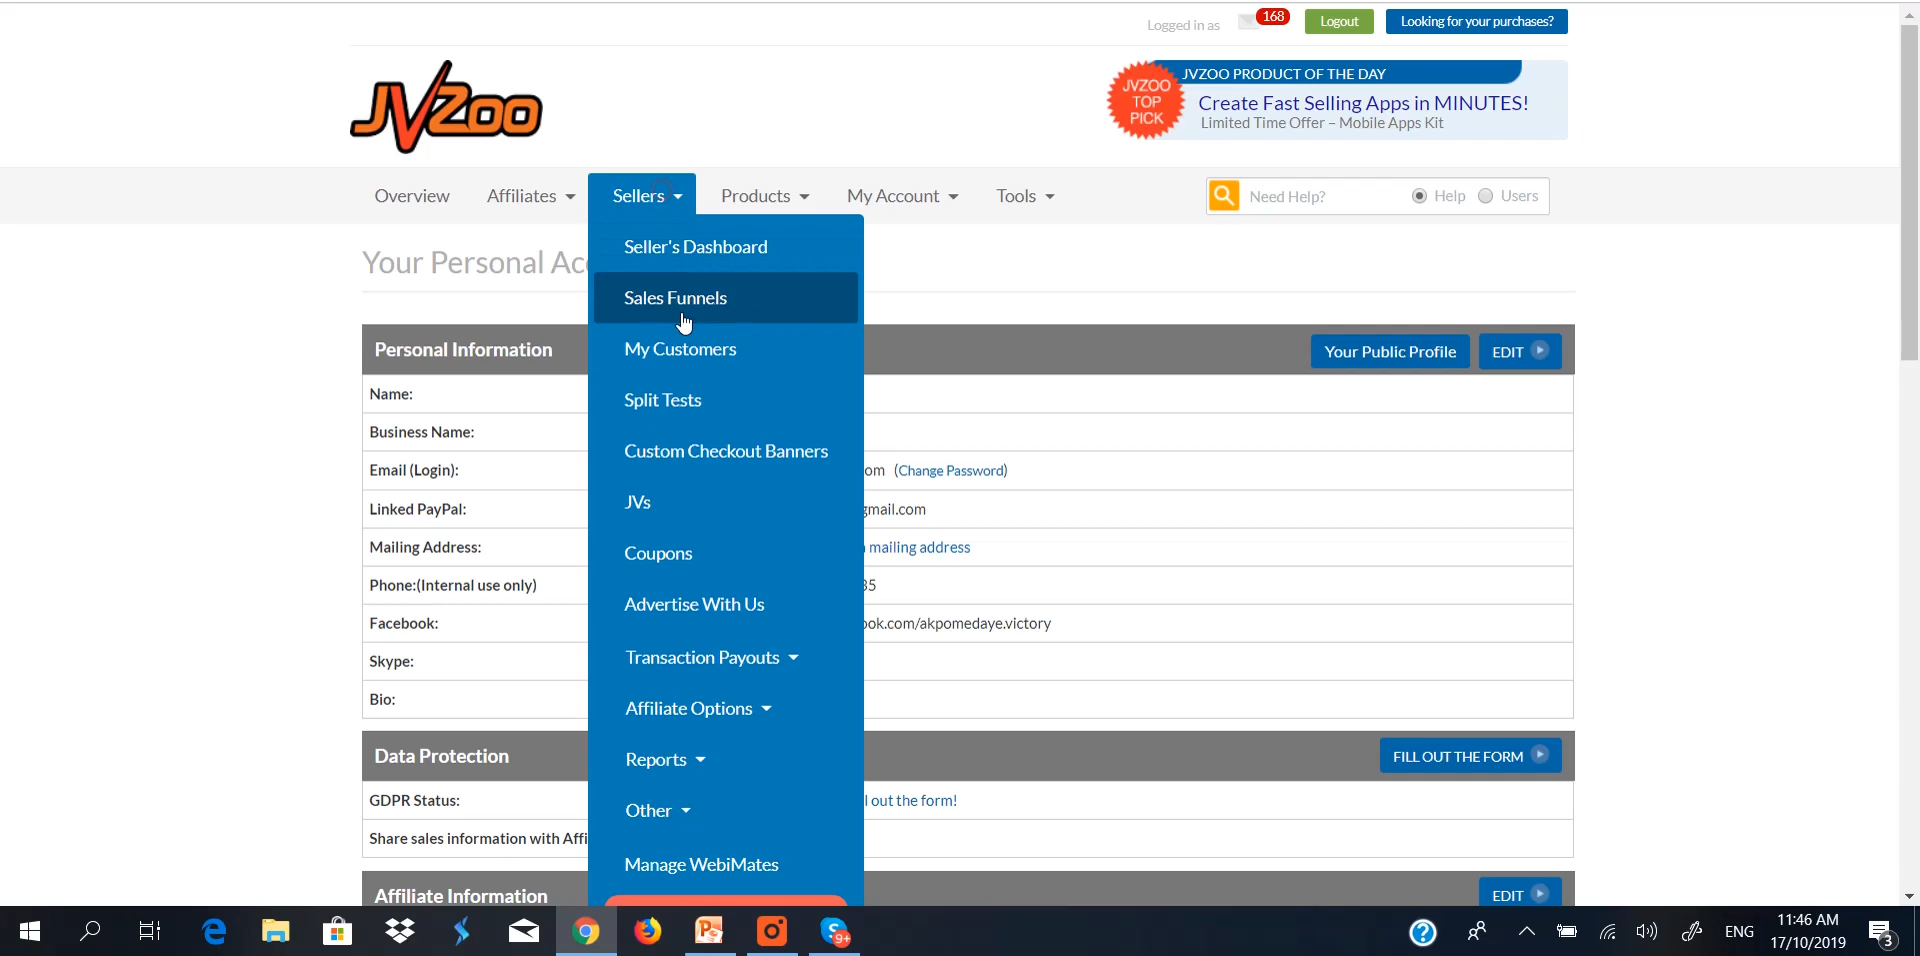 Logged in as 168 Logout Looking for your purchases?
JVZoo
JVZOO TOP PICK
JVZOO PRODUCT OF THE DAY
Create Fast Selling Apps in MINUTES!
Limited Time Offer – Mobile Apps Kit
Overview Affiliates Sellers Products My Account Tools Need Help? Help Users
Your Personal Acc
Seller's Dashboard
Sales Funnels
My Customers
Split Tests
Custom Checkout Banners
JVs
Coupons
Advertise With Us
Transaction Payouts
Affiliate Options
Reports
Other
Manage WebiMates
Personal Information Your Public Profile EDIT
Name:
Business Name:
Email (Login): om (Change Password)
Linked PayPal: gmail.com
Mailing Address: mailing address
Phone:(Internal use only) 35
Facebook: ook.com/akpomedaye.victory
Skype:
Bio:
Data Protection FILL OUT THE FORM
GDPR Status: l out the form!
Share sales information with Affi
Affiliate Information EDIT
9+
ENG
11:46 AM
17/10/2019
3